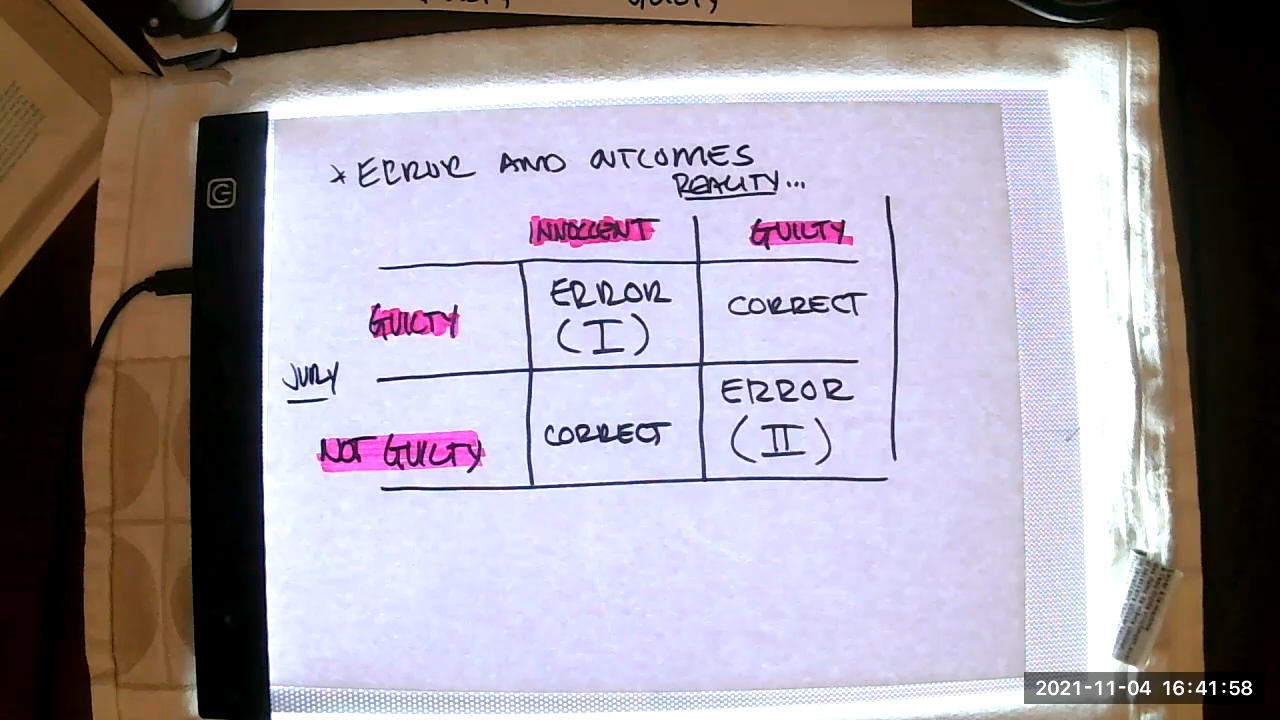 * ERROR AND OUTCOMES
REALITY...
INNOCENT GUILTY
GUILTY ERROR (I) CORRECT
JURY
NOT GUILTY CORRECT ERROR (II)
2021-11-04 16:41:58